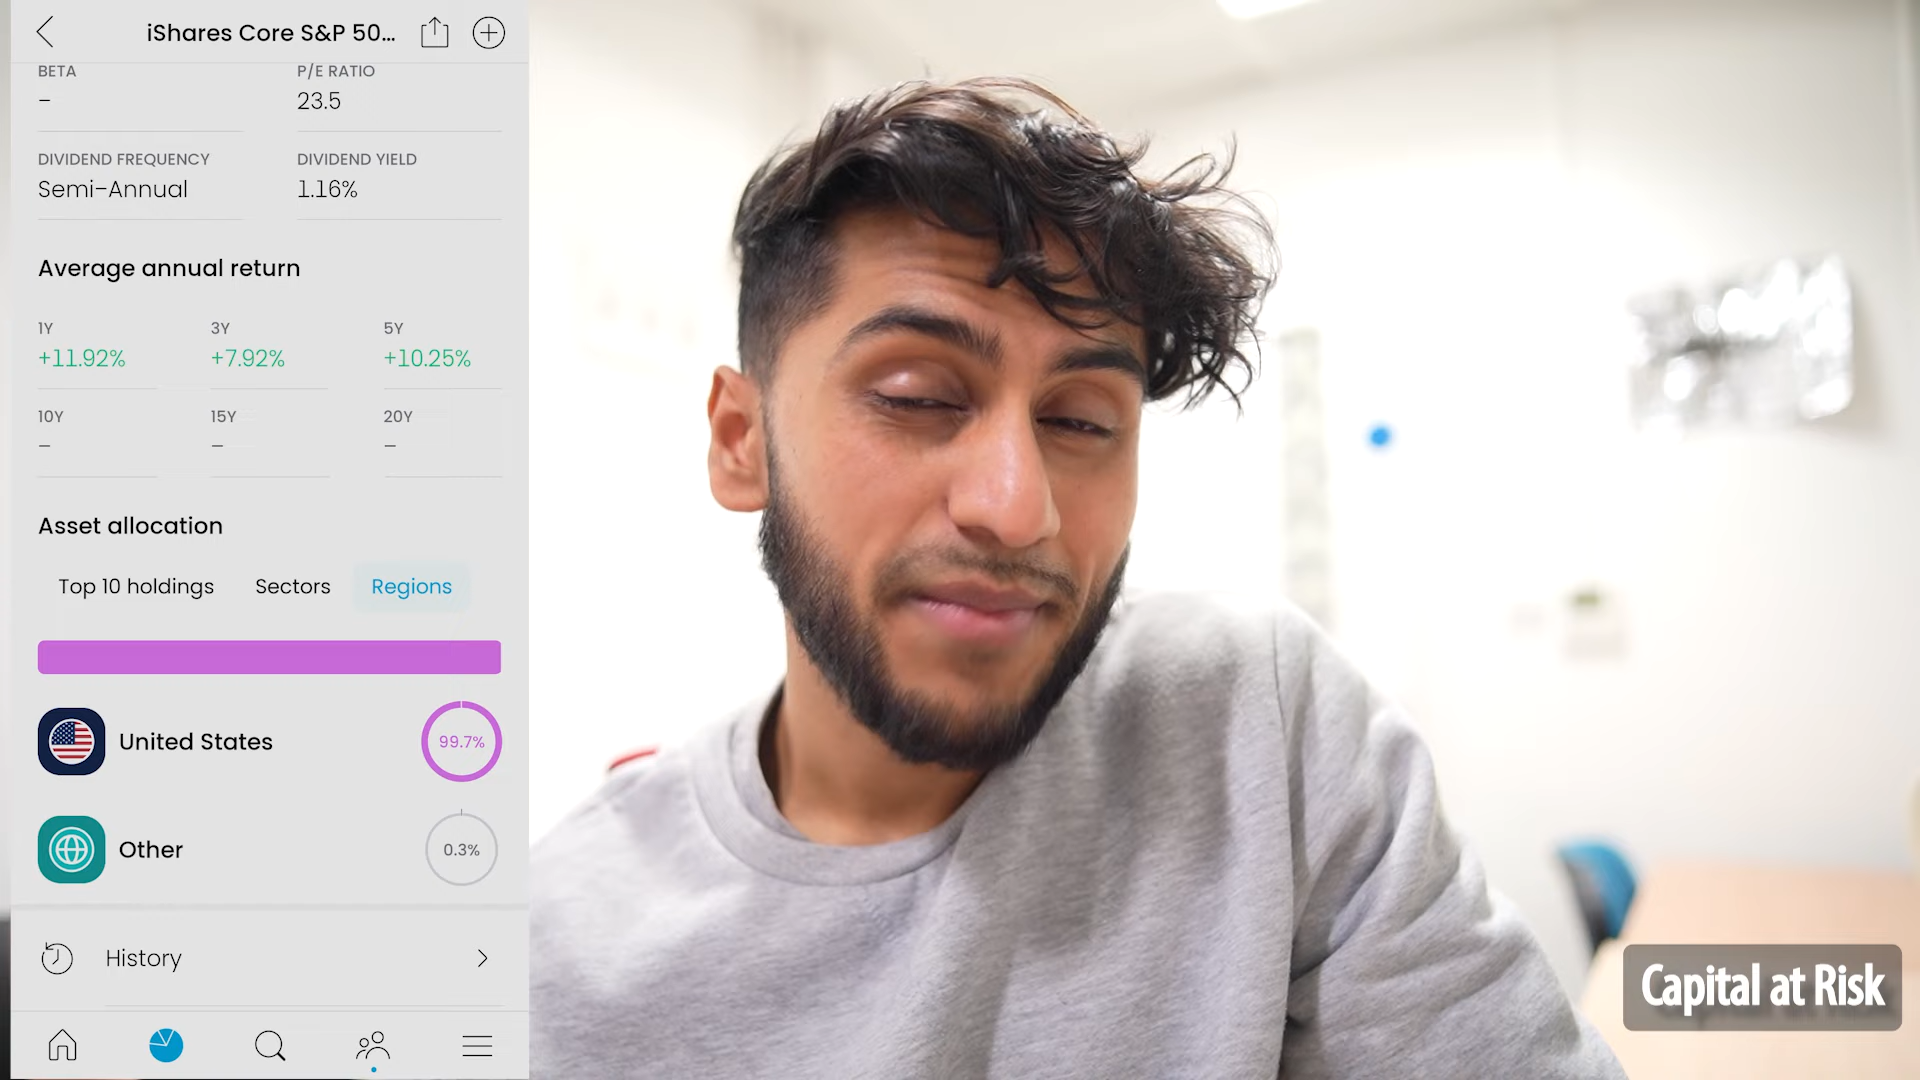 iShares Core S&P 50...
BETA
P/E RATIO
–
23.5
DIVIDEND FREQUENCY
DIVIDEND YIELD
Semi-Annual
1.16%
Average annual return
1Y
3Y
5Y
+11.92%
+7.92%
+10.25%
10Y
15Y
20Y
–
–
–
Asset allocation
Top 10 holdings
Sectors
Regions
United States
99.7%
Other
0.3%
History
Capital at Risk